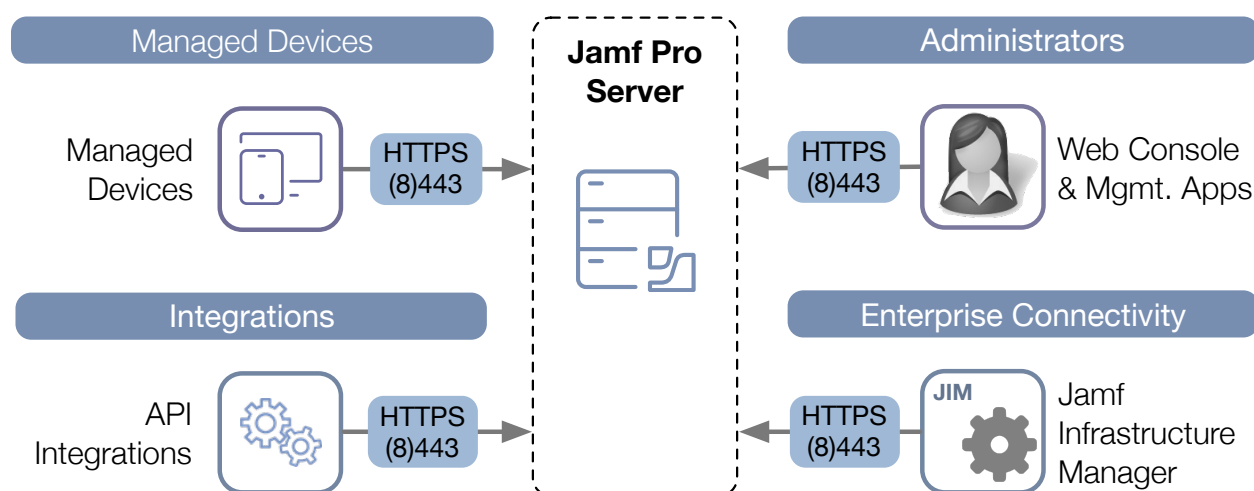 Managed Devices
Managed
Devices
HTTPS
(8)443
Jamf Pro
Server
Administrators
HTTPS
(8)443
Web Console
& Mgmt. Apps
Integrations
API
Integrations
HTTPS
(8)443
Enterprise Connectivity
HTTPS
(8)443
JIM
Jamf
Infrastructure
Manager